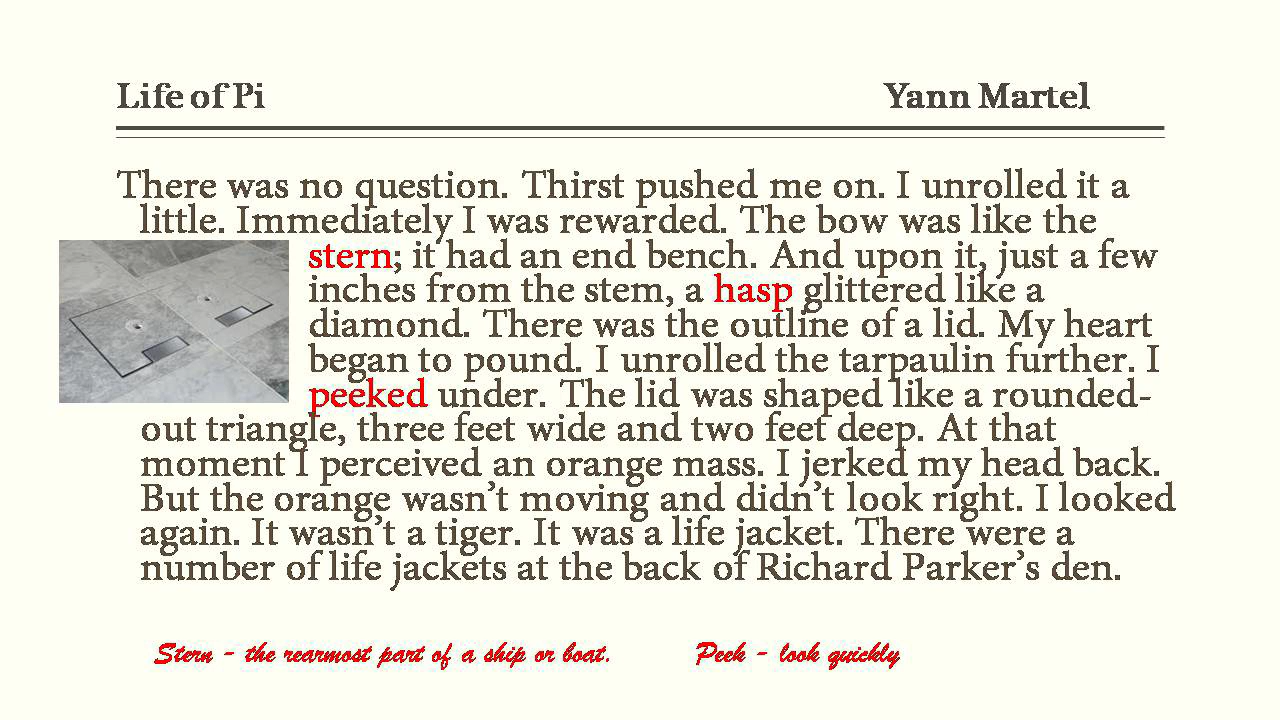 Life of Pi Yann Martel
There was no question. Thirst pushed me on. I unrolled it a
little. Immediately I was rewarded. The bow was like the
stern; it had an end bench. And upon it, just a few
inches from the stem, a hasp glittered like a
diamond. There was the outline of a lid. My heart
began to pound. I unrolled the tarpaulin further. I
peeked under. The lid was shaped like a rounded-
out triangle, three feet wide and two feet deep. At that
moment I perceived an orange mass. I jerked my head back.
But the orange wasn’t moving and didn’t look right. I looked
again. It wasn’t a tiger. It was a life jacket. There were a
number of life jackets at the back of Richard Parker’s den.
Stern - the rearmost part of a ship or boat. Peek - look quickly